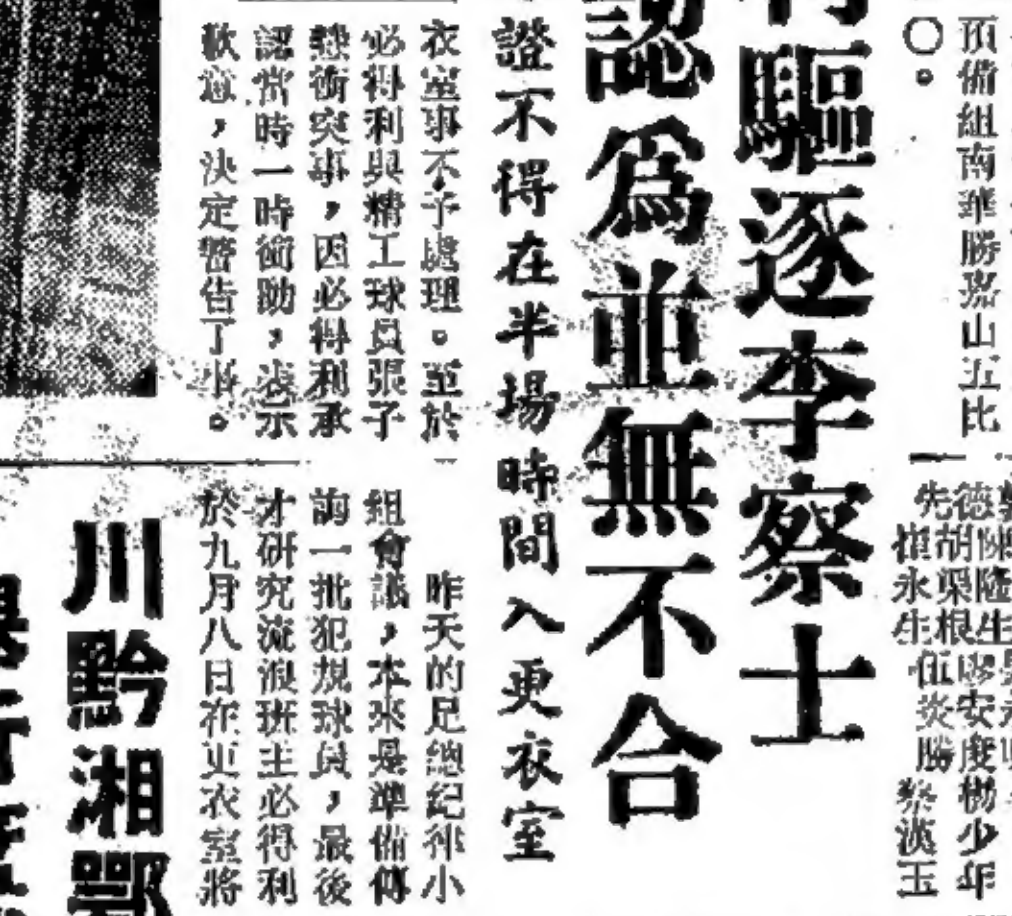 ○。
預備組南華勝瑞山五比
驅逐李察士
認為並無不合
證不得在半場時間入更衣室
昨天的足總紀律小
組會議，本來是準備傳
詢一批犯規球員，最後
才研究流浪班主必得利
於九月八日在更衣室將
衣室事不予處理。至於
必得利與精工球員張子
慧衝突事，因必得利承
認當時一時衝動，表示
歉意，決定警告了事。
川黔湘鄂
先胡渠根 安度 少年
崔永生 伍炎勝 蔡漢玉